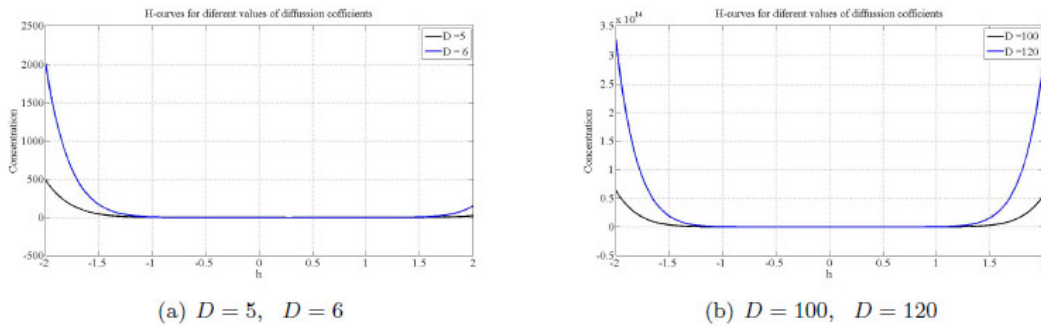 H-curves for diferent values of diffussion cofficients
2500
2000
1500
1000
500
0
-500
Concentration
-2 -1.5 -1 -0.5 0 0.5 1 1.5 2
h
D =5
D = 6
(a) D = 5, D = 6
H-curves for diferent values of diffussion cofficients
x 10^14
3.5
3
2.5
2
1.5
1
0.5
0
-0.5
Concentration
-2 -1.5 -1 -0.5 0 0.5 1 1.5
h
D =100
D =120
(b) D = 100, D = 120